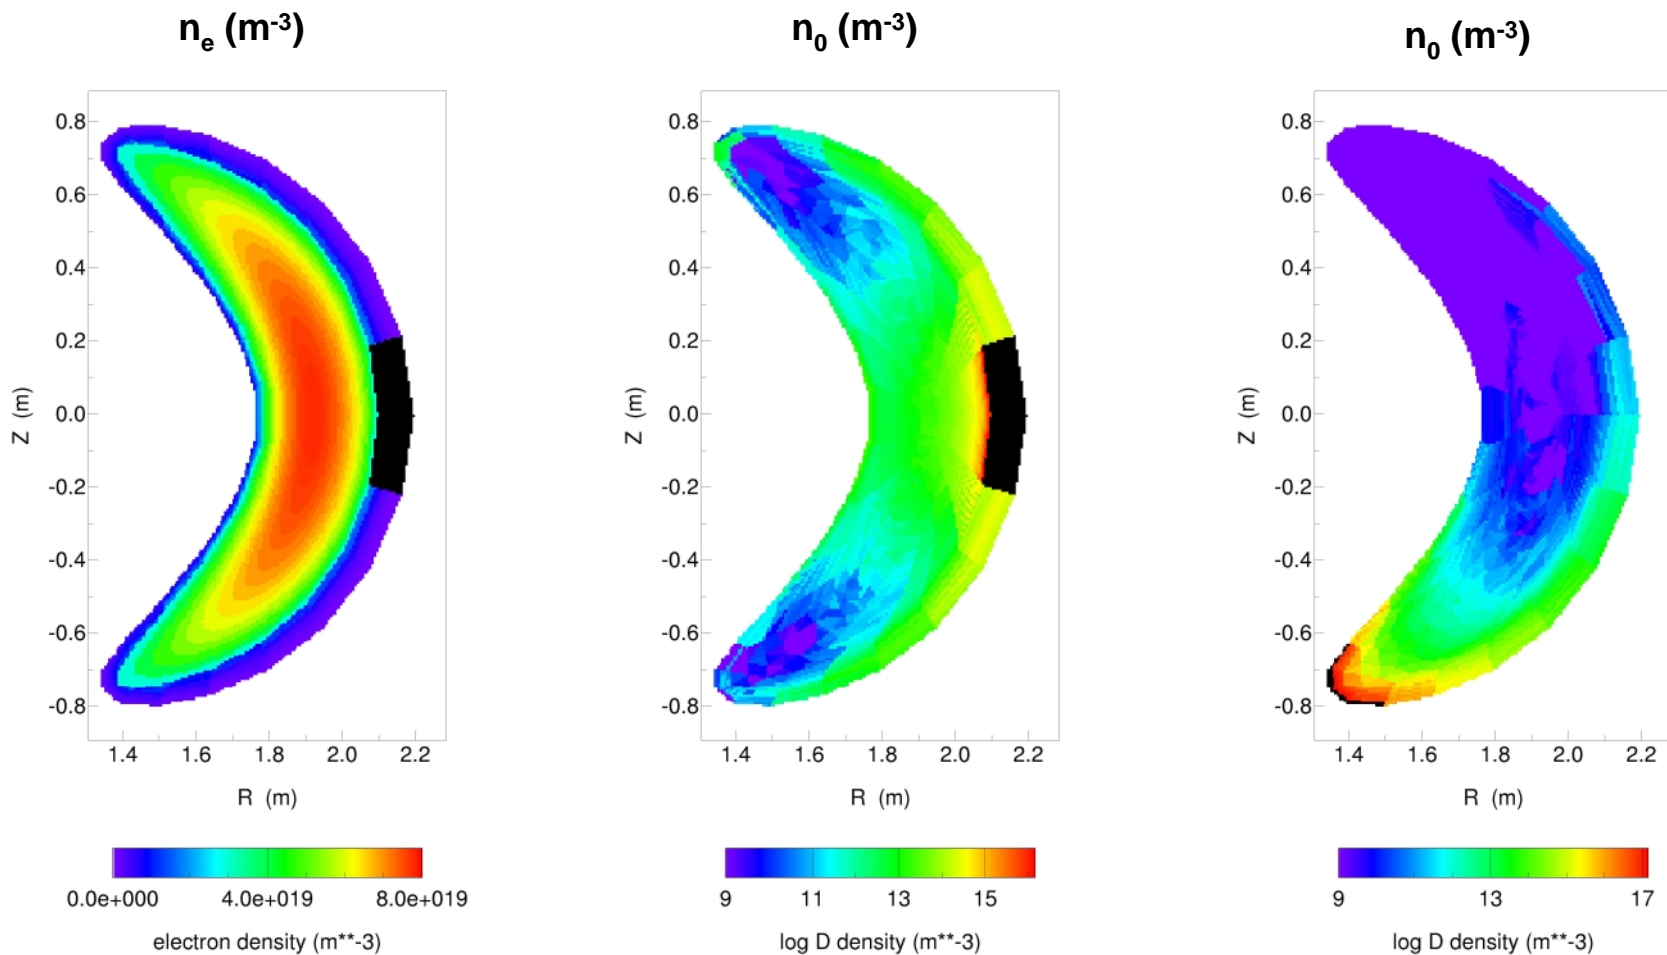 nₑ (m⁻³)
n₀ (m⁻³)
n₀ (m⁻³)
0.8
0.6
0.4
0.2
0.0
-0.2
-0.4
-0.6
-0.8
Z (m)
1.4 1.6 1.8 2.0 2.2
R (m)
0.0e+000 4.0e+019 8.0e+019
electron density (m**-3)
0.8
0.6
0.4
0.2
0.0
-0.2
-0.4
-0.6
-0.8
Z (m)
1.4 1.6 1.8 2.0 2.2
R (m)
9 11 13 15
log D density (m**-3)
0.8
0.6
0.4
0.2
0.0
-0.2
-0.4
-0.6
-0.8
Z (m)
1.4 1.6 1.8 2.0 2.2
R (m)
9 13 17
log D density (m**-3)